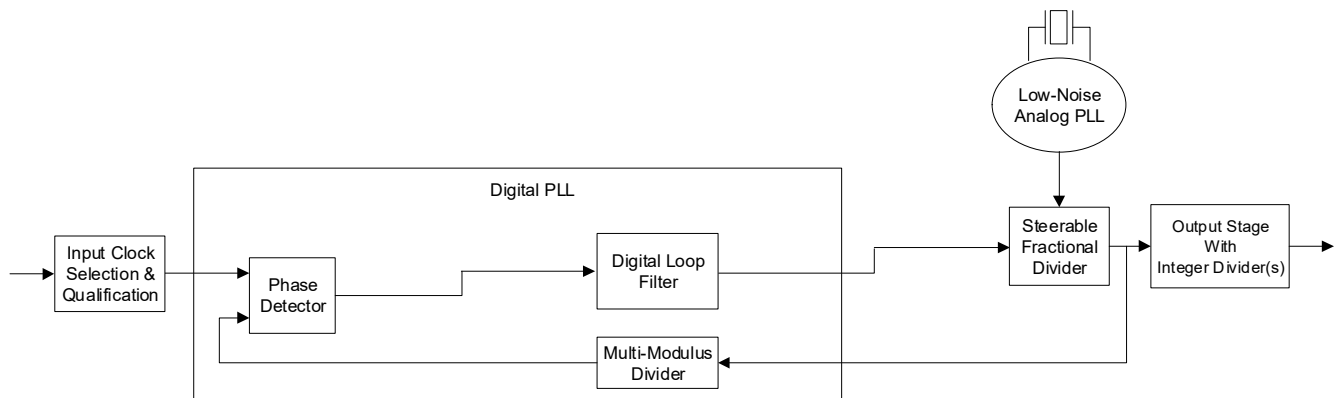 Low-Noise
Analog PLL
Digital PLL
Input Clock
Selection &
Qualification
Phase
Detector
Digital Loop
Filter
Multi-Modulus
Divider
Steerable
Fractional
Divider
Output Stage
With
Integer Divider(s)